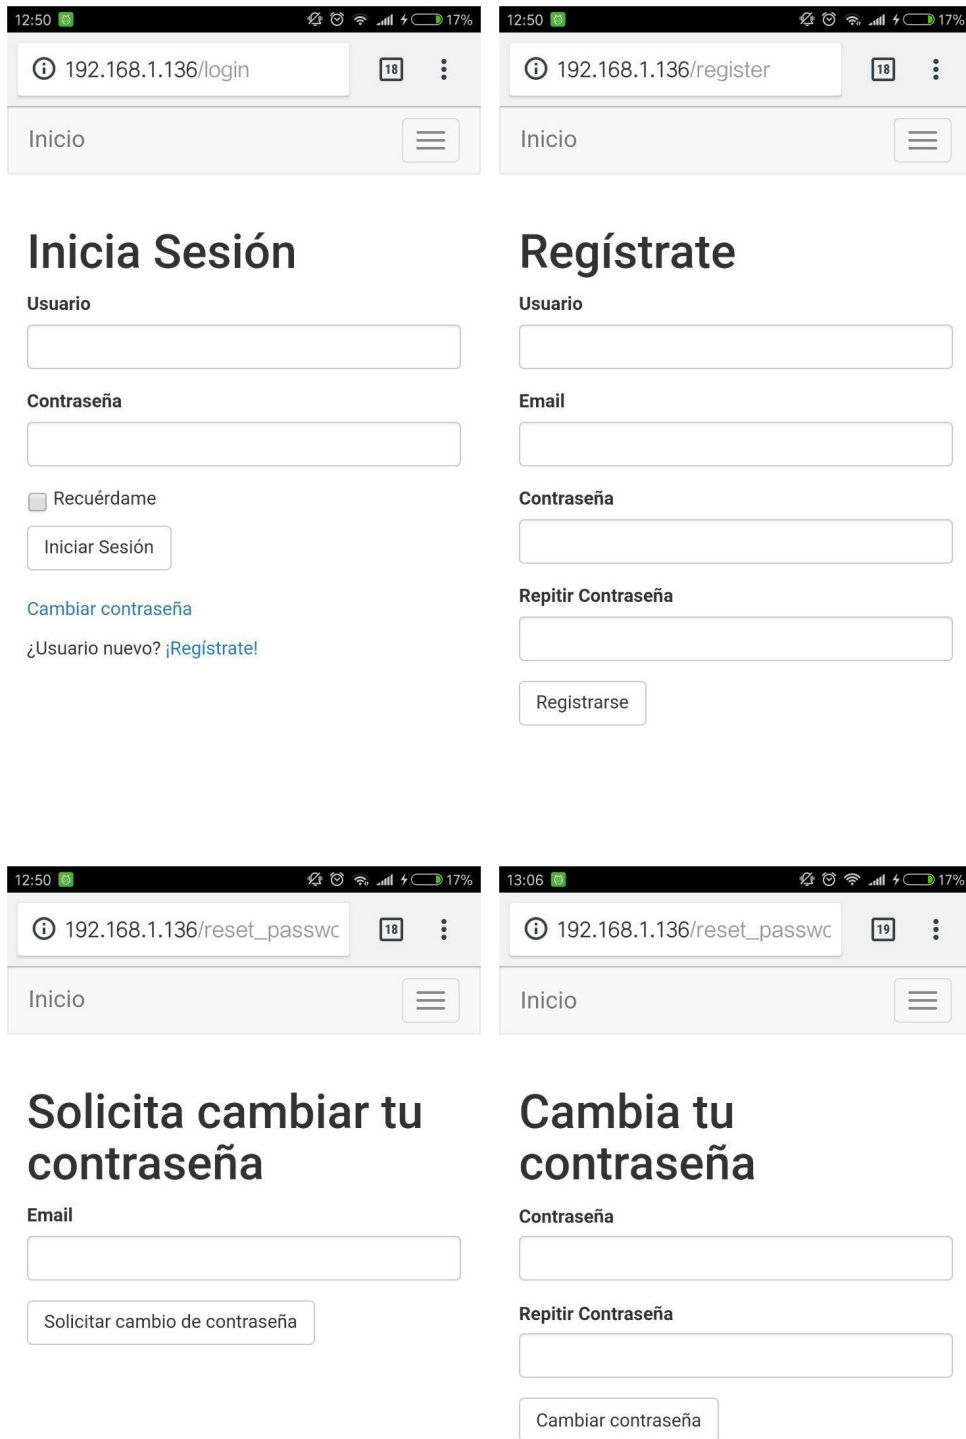 12:50 17%
192.168.1.136/login 18
Inicio
Inicia Sesión
Usuario
Contraseña
Recuérdame
Iniciar Sesión
Cambiar contraseña
¿Usuario nuevo? ¡Regístrate!
12:50 17%
192.168.1.136/register 18
Inicio
Regístrate
Usuario
Email
Contraseña
Repitir Contraseña
Registrarse
12:50 17%
192.168.1.136/reset_passwc 18
Inicio
Solicita cambiar tu
contraseña
Email
Solicitar cambio de contraseña
13:06 17%
192.168.1.136/reset_passwc 19
Inicio
Cambia tu
contraseña
Contraseña
Repitir Contraseña
Cambiar contraseña